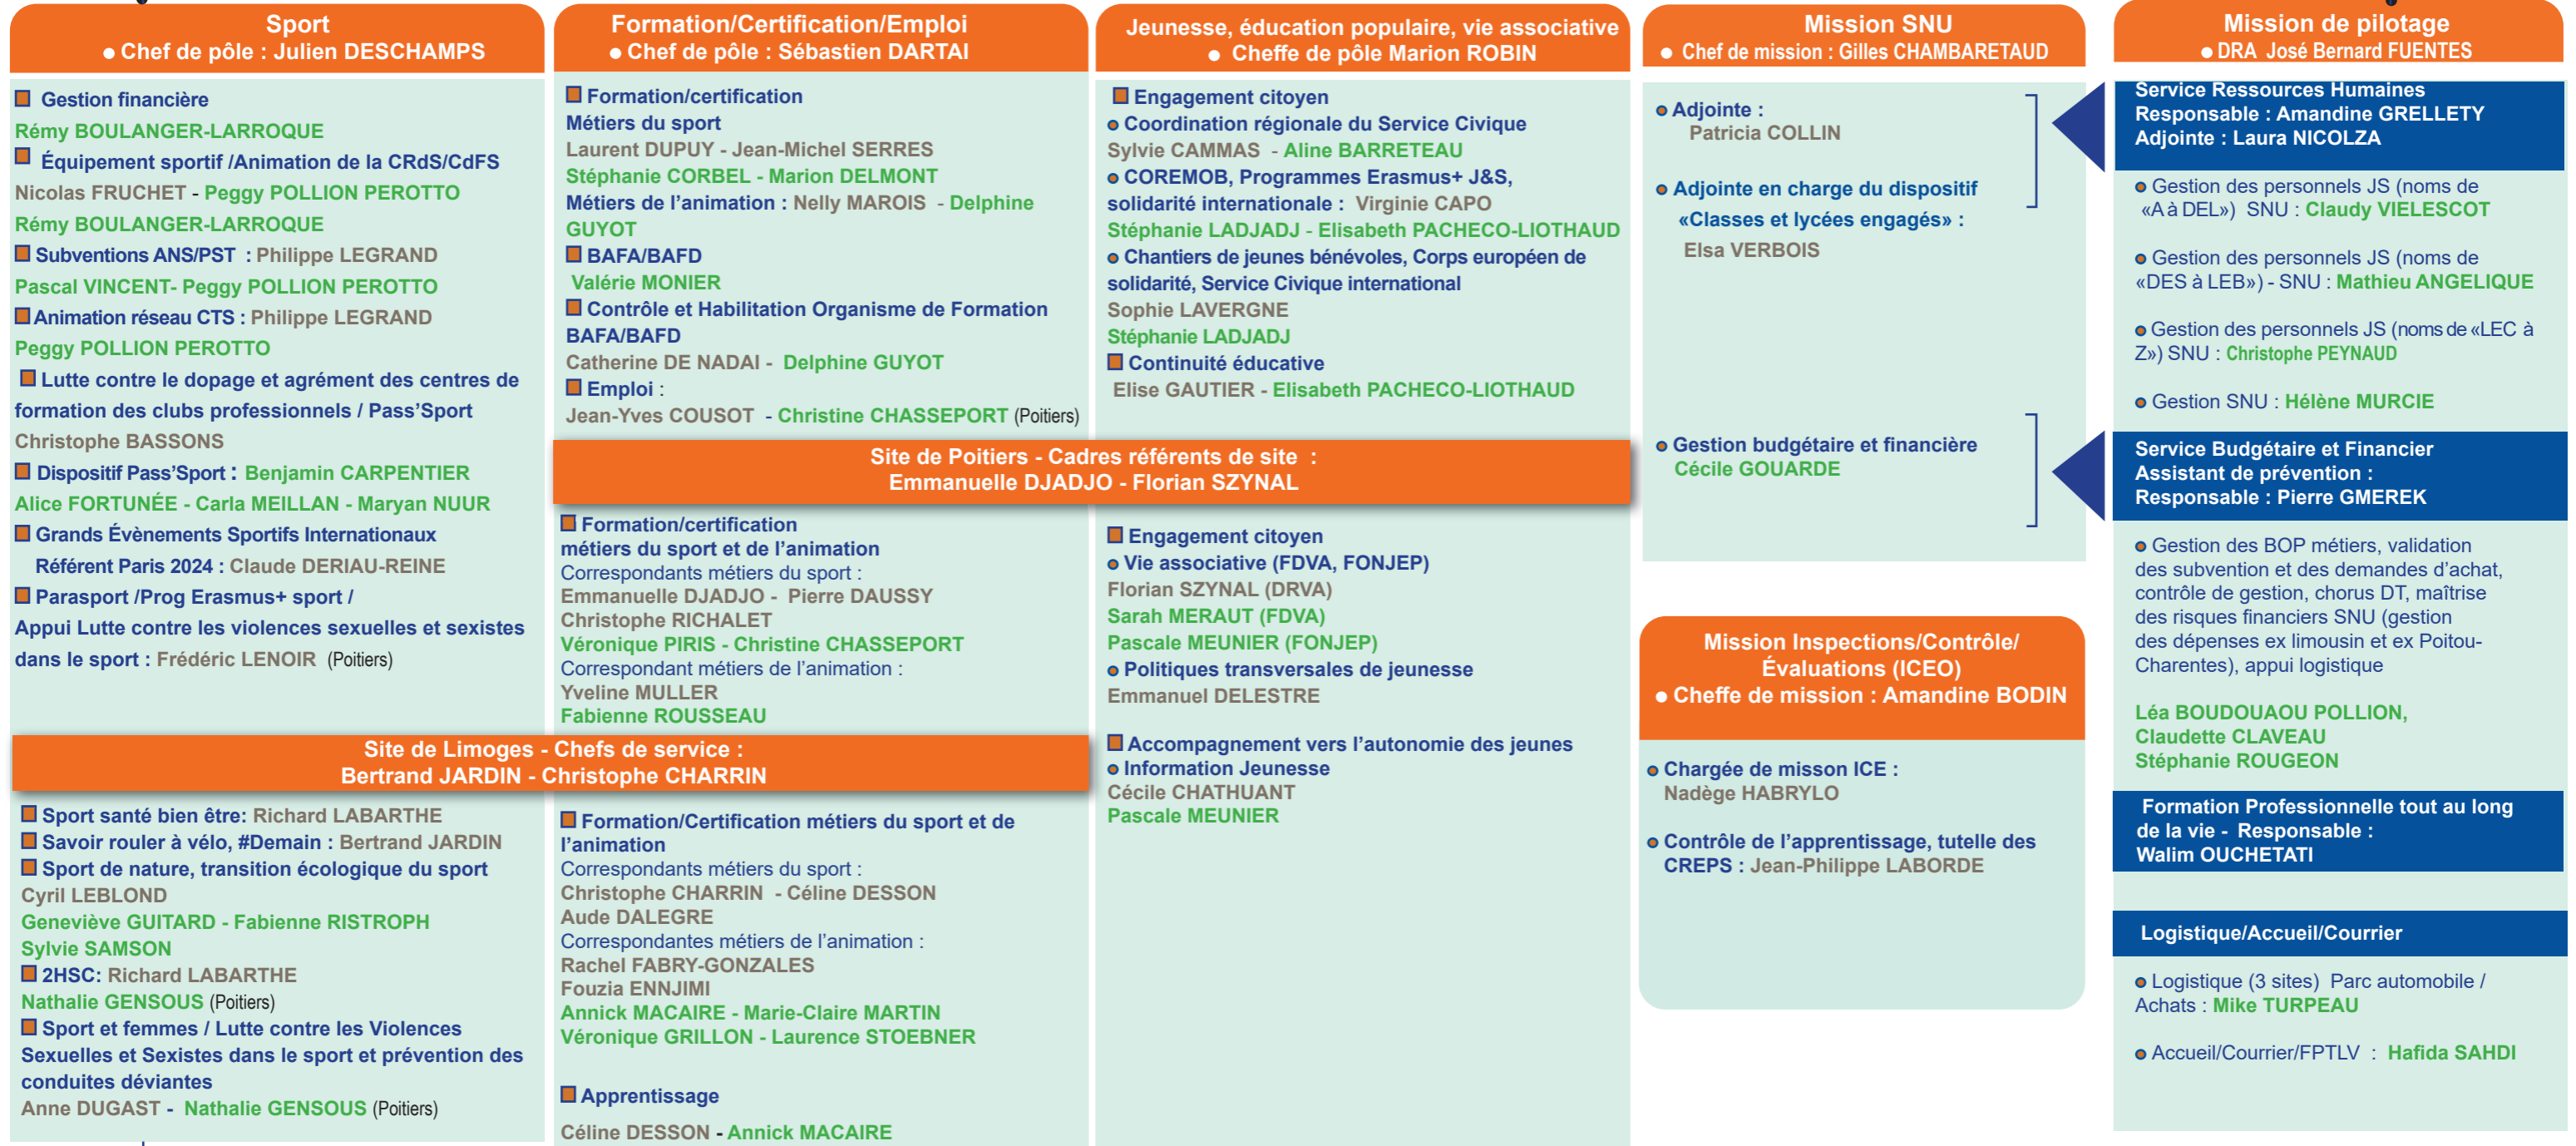 Sport
● Chef de pôle : Julien DESCHAMPS
Gestion financière
Rémy BOULANGER-LARROQUE
Équipement sportif /Animation de la CRdS/CdFS
Nicolas FRUCHET - Peggy POLLION PEROTTO
Rémy BOULANGER-LARROQUE
Subventions ANS/PST : Philippe LEGRAND
Pascal VINCENT- Peggy POLLION PEROTTO
Animation réseau CTS : Philippe LEGRAND
Peggy POLLION PEROTTO
Lutte contre le dopage et agrément des centres de
formation des clubs professionnels / Pass'Sport
Christophe BASSONS
Dispositif Pass'Sport : Benjamin CARPENTIER
Alice FORTUNÉE - Carla MEILLAN - Maryan NUUR
Grands Évènements Sportifs Internationaux
Référent Paris 2024 : Claude DERIAU-REINE
Parasport /Prog Erasmus+ sport /
Appui Lutte contre les violences sexuelles et sexistes
dans le sport : Frédéric LENOIR (Poitiers)
Formation/Certification/Emploi
● Chef de pôle : Sébastien DARTAI
Formation/certification
Métiers du sport
Laurent DUPUY - Jean-Michel SERRES
Stéphanie CORBEL - Marion DELMONT
Métiers de l'animation : Nelly MAROIS - Delphine
GUYOT
BAFA/BAFD
Valérie MONIER
Contrôle et Habilitation Organisme de Formation
BAFA/BAFD
Catherine DE NADAI - Delphine GUYOT
Emploi :
Jean-Yves COUSOT - Christine CHASSEPORT (Poitiers)
Jeunesse, éducation populaire, vie associative
● Cheffe de pôle Marion ROBIN
Engagement citoyen
Coordination régionale du Service Civique
Sylvie CAMMAS - Aline BARRETEAU
COREMOB, Programmes Erasmus+ J&S,
solidarité internationale : Virginie CAPO
Stéphanie LADJADJ - Elisabeth PACHECO-LIOTHAUD
Chantiers de jeunes bénévoles, Corps européen de
solidarité, Service Civique international
Sophie LAVERGNE
Stéphanie LADJADJ
Continuité éducative
Elise GAUTIER - Elisabeth PACHECO-LIOTHAUD
Site de Poitiers - Cadres référents de site :
Emmanuelle DJADJO - Florian SZYNAL
Formation/certification
métiers du sport et de l'animation
Correspondants métiers du sport :
Emmanuelle DJADJO - Pierre DAUSSY
Christophe RICHALET
Véronique PIRIS - Christine CHASSEPORT
Correspondant métiers de l'animation :
Yveline MULLER
Fabienne ROUSSEAU
Engagement citoyen
Vie associative (FDVA, FONJEP)
Florian SZYNAL (DRVA)
Sarah MERAUT (FDVA)
Pascale MEUNIER (FONJEP)
Politiques transversales de jeunesse
Emmanuel DELESTRE
Accompagnement vers l'autonomie des jeunes
Information Jeunesse
Cécile CHATHUANT
Pascale MEUNIER
Site de Limoges - Chefs de service :
Bertrand JARDIN - Christophe CHARRIN
Sport santé bien être: Richard LABARTHE
Savoir rouler à vélo, #Demain : Bertrand JARDIN
Sport de nature, transition écologique du sport
Cyril LEBLOND
Geneviève GUITARD - Fabienne RISTROPH
Sylvie SAMSON
2HSC: Richard LABARTHE
Nathalie GENSOUS (Poitiers)
Sport et femmes / Lutte contre les Violences
Sexuelles et Sexistes dans le sport et prévention des
conduites déviantes
Anne DUGAST - Nathalie GENSOUS (Poitiers)
Formation/Certification métiers du sport et de
l'animation
Correspondants métiers du sport :
Christophe CHARRIN - Céline DESSON
Aude DALEGRE
Correspondantes métiers de l'animation :
Rachel FABRY-GONZALES
Fouzia ENNJIMI
Annick MACAIRE - Marie-Claire MARTIN
Véronique GRILLON - Laurence STOEBNER
Apprentissage
Céline DESSON - Annick MACAIRE
Mission SNU
● Chef de mission : Gilles CHAMBARETAUD
Adjointe :
Patricia COLLIN
Adjointe en charge du dispositif
«Classes et lycées engagés» :
Elsa VERBOIS
Gestion budgétaire et financière
Cécile GOUARDE
Mission Inspections/Contrôle/
Évaluations (ICEO)
● Cheffe de mission : Amandine BODIN
Chargée de misson ICE :
Nadège HABRYLO
Contrôle de l'apprentissage, tutelle des
CREPS : Jean-Philippe LABORDE
Mission de pilotage
● DRA José Bernard FUENTES
Service Ressources Humaines
Responsable : Amandine GRELLETY
Adjointe : Laura NICOLZA
Gestion des personnels JS (noms de
«A à DEL») SNU : Claudy VIELESCOT
Gestion des personnels JS (noms de
«DES à LEB») - SNU : Mathieu ANGELIQUE
Gestion des personnels JS (noms de «LEC à
Z») SNU : Christophe PEYNAUD
Gestion SNU : Hélène MURCIE
Service Budgétaire et Financier
Assistant de prévention :
Responsable : Pierre GMEREK
Gestion des BOP métiers, validation
des subvention et des demandes d'achat,
contrôle de gestion, chorus DT, maîtrise
des risques financiers SNU (gestion
des dépenses ex limousin et ex Poitou-
Charentes), appui logistique
Léa BOUDOUAOU POLLION,
Claudette CLAVEAU
Stéphanie ROUGEON
Formation Professionnelle tout au long
de la vie - Responsable :
Walim OUCHETATI
Logistique/Accueil/Courrier
Logistique (3 sites) Parc automobile /
Achats : Mike TURPEAU
Accueil/Courrier/FPTLV : Hafida SAHDI